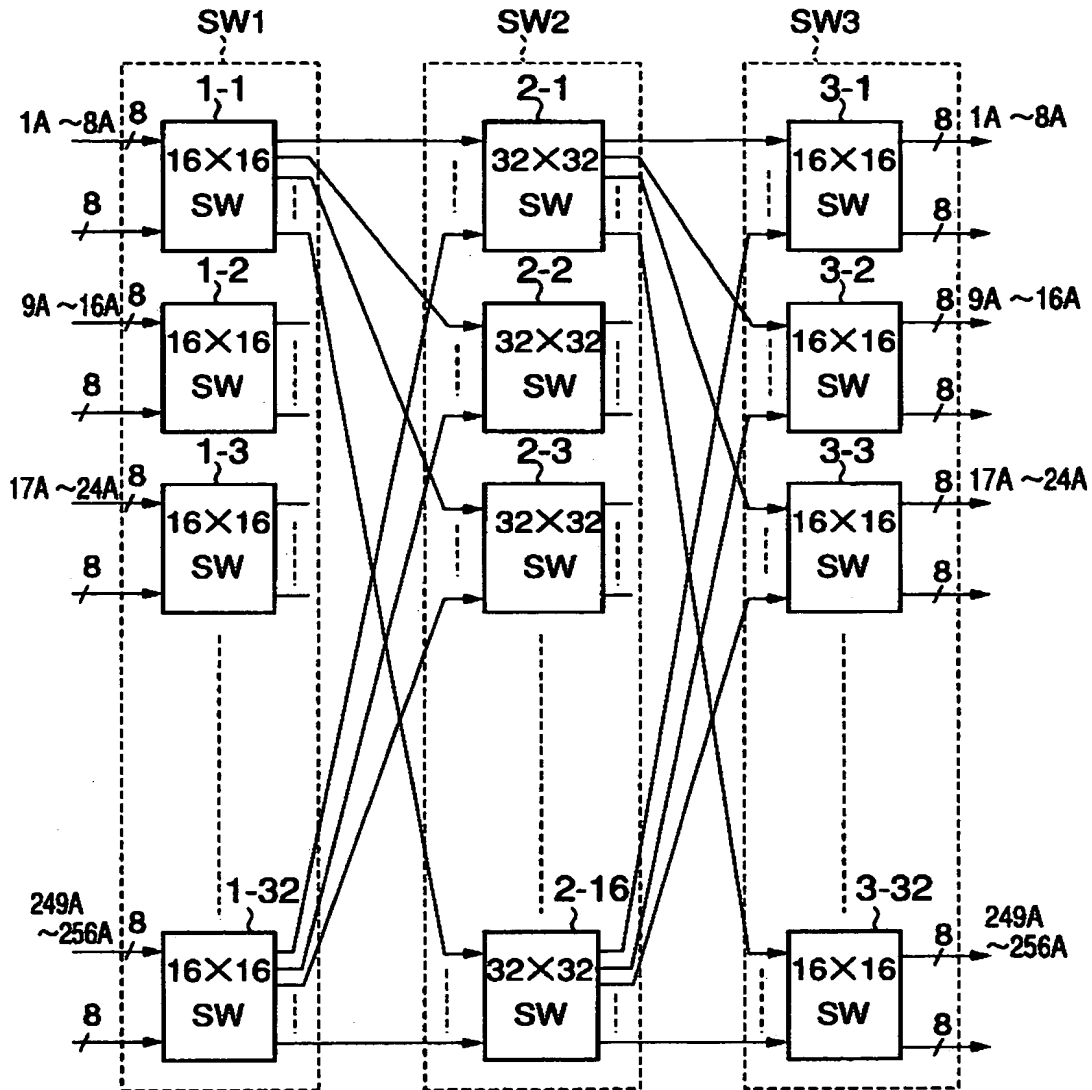 SW1 SW2 SW3
1-1 2-1 3-1
1A ~8A 8 16×16 SW 32×32 SW 16×16 SW 8 1A ~8A
8 8
1-2 2-2 3-2
9A ~16A 8 16×16 SW 32×32 SW 16×16 SW 8 9A ~16A
8 8
1-3 2-3 3-3
17A ~24A 8 16×16 SW 32×32 SW 16×16 SW 8 17A ~24A
8 8
1-32 2-16 3-32
249A ~256A 8 16×16 SW 32×32 SW 16×16 SW 8 249A ~256A
8 8